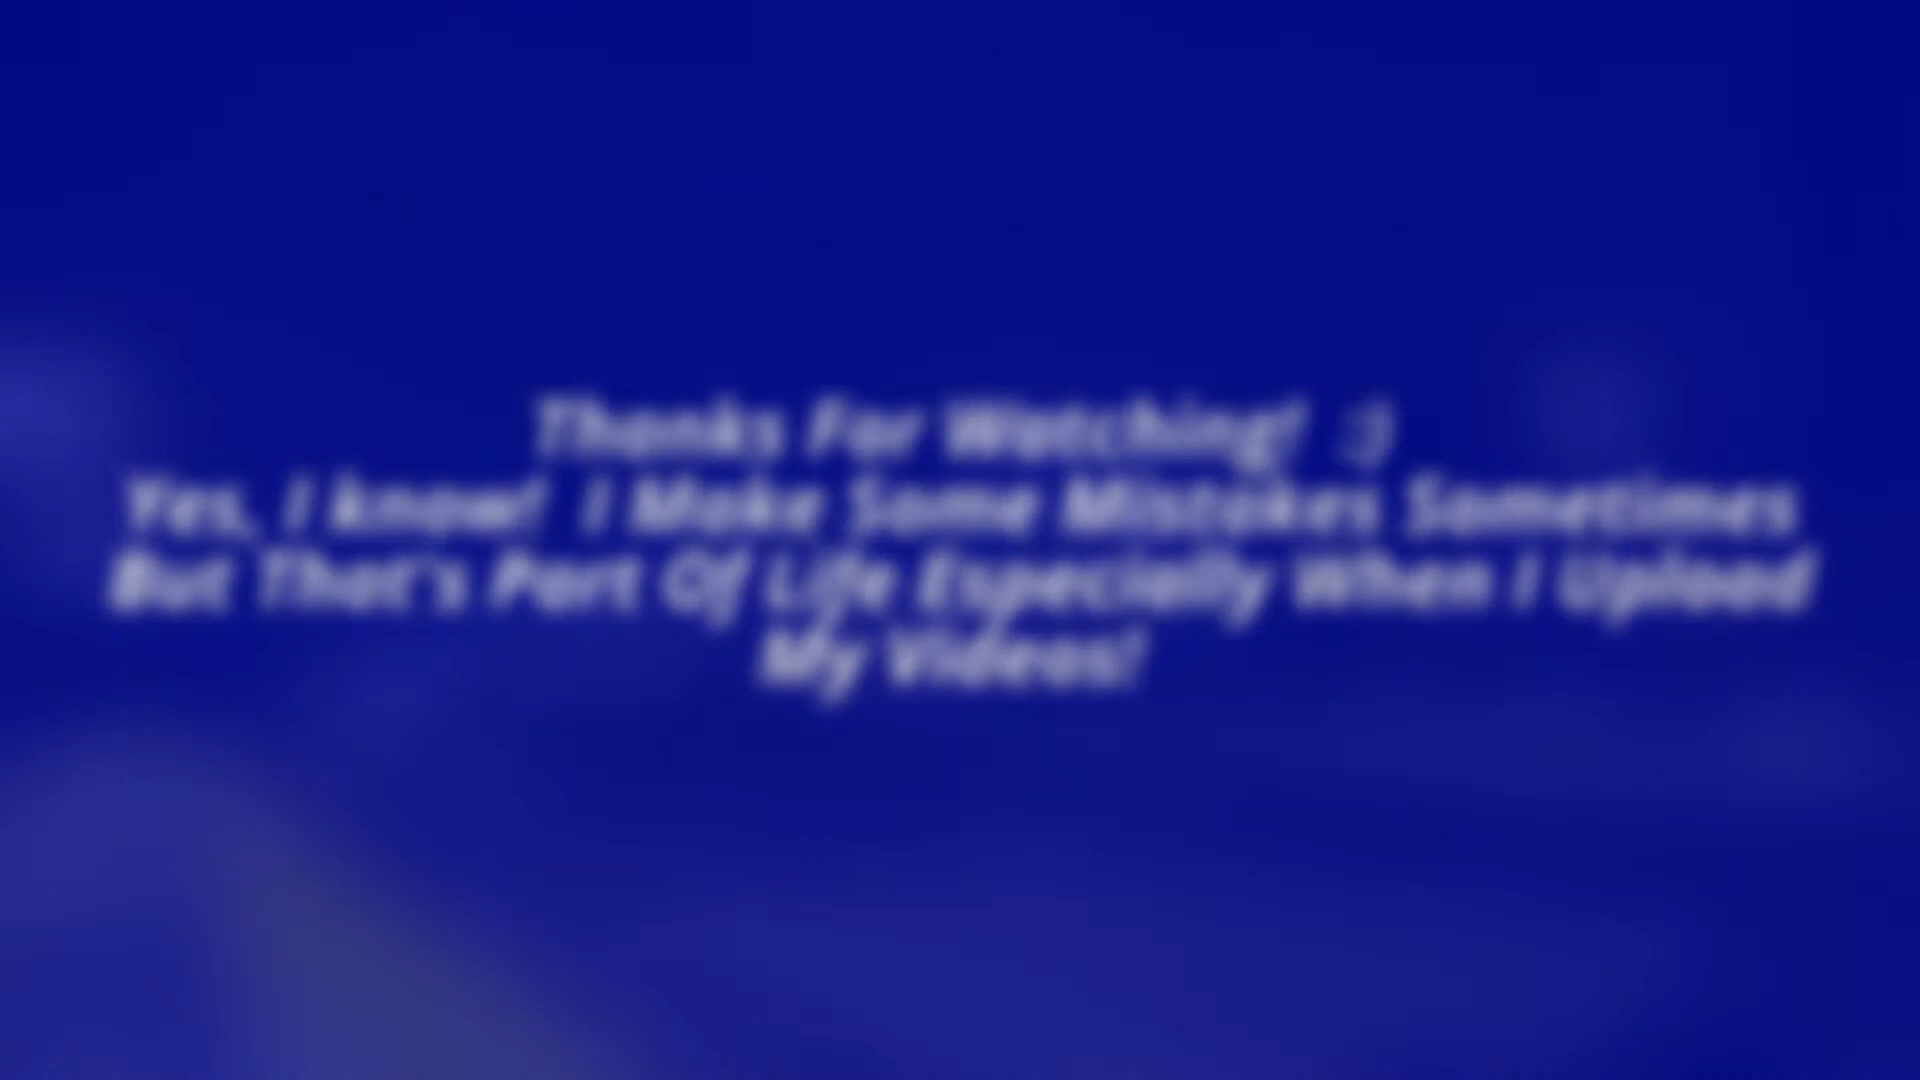 Thanks For Watching! :)
Yes, I know! I Make Some Mistakes Sometimes
But That's Part Of Life Especially When I Upload
My Videos!